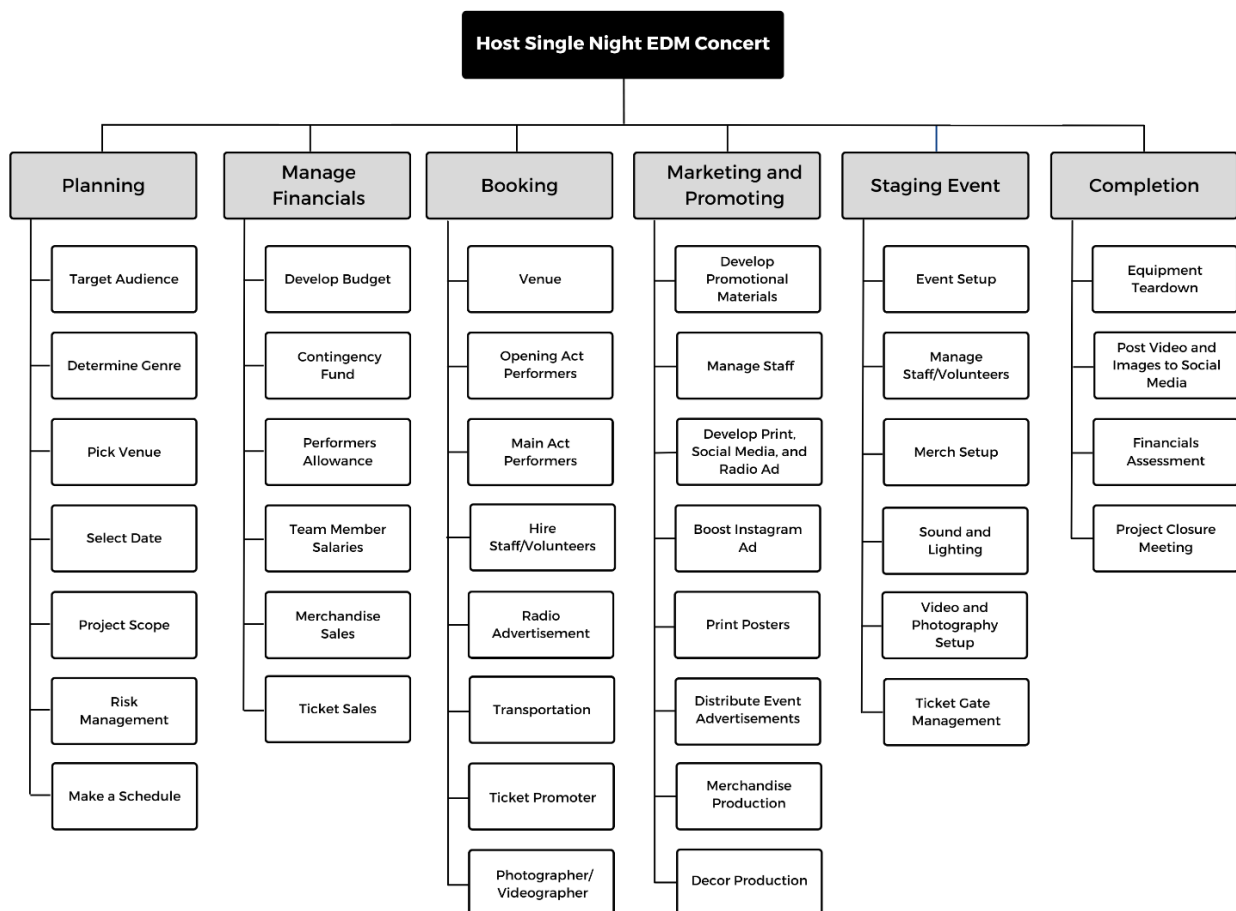 Host Single Night EDM Concert
Planning
Target Audience
Determine Genre
Pick Venue
Select Date
Project Scope
Risk
Management
Make a Schedule
Manage
Financials
Develop Budget
Contingency
Fund
Performers
Allowance
Team Member
Salaries
Merchandise
Sales
Ticket Sales
Booking
Venue
Opening Act
Performers
Main Act
Performers
Hire
Staff/Volunteers
Radio
Advertisement
Transportation
Ticket Promoter
Photographer/
Videographer
Marketing and
Promoting
Develop
Promotional
Materials
Manage Staff
Develop Print,
Social Media, and
Radio Ad
Boost Instagram
Ad
Print Posters
Distribute Event
Advertisements
Merchandise
Production
Decor Production
Staging Event
Event Setup
Manage
Staff/Volunteers
Merch Setup
Sound and
Lighting
Video and
Photography
Setup
Ticket Gate
Management
Completion
Equipment
Teardown
Post Video and
Images to Social
Media
Financials
Assessment
Project Closure
Meeting